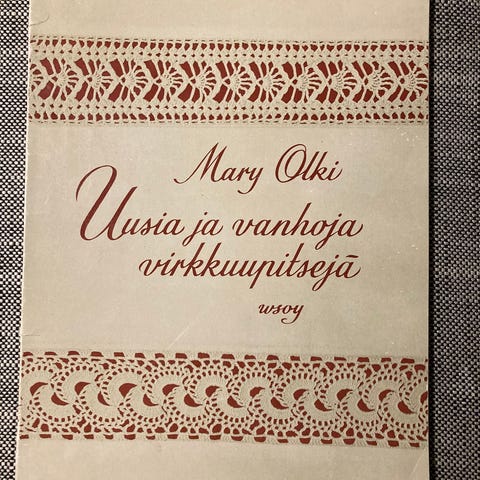 Mary Olki
Uusia ja vanhoja
virkkuupitsejä
wsoy